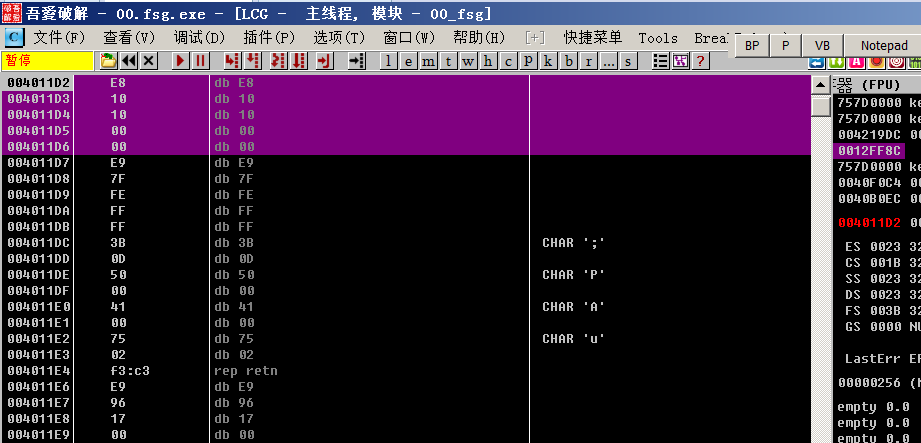 吾爱破解 - 00.fsg.exe - [LCG - 主线程, 模块 - 00_fsg]
C 文件(F) 查看(V) 调试(D) 插件(P) 选项(T) 窗口(W) 帮助(H) [+] 快捷菜单 Tools
BP P VB Notepad
暂停 l e m t w h c p k b r ... s ?
004011D2 E8 db E8
004011D3 10 db 10
004011D4 10 db 10
004011D5 00 db 00
004011D6 00 db 00
004011D7 E9 db E9
004011D8 7F db 7F
004011D9 FE db FE
004011DA FF db FF
004011DB FF db FF
004011DC 3B db 3B CHAR ';'
004011DD 0D db 0D
004011DE 50 db 50 CHAR 'P'
004011DF 00 db 00
004011E0 41 db 41 CHAR 'A'
004011E1 00 db 00
004011E2 75 db 75 CHAR 'u'
004011E3 02 db 02
004011E4 f3:c3 rep retn
004011E6 E9 db E9
004011E7 96 db 96
004011E8 17 db 17
004011E9 00 db 00
器 (FPU)
757D0000 ke
757D0000 ke
004219DC 00
0012FF8C
757D0000 ke
0040F0C4 00
0040B0EC 00
004011D2 00
ES 0023 32
CS 001B 32
SS 0023 32
DS 0023 32
FS 003B 32
GS 0000 NU
LastErr ER
00000256 (N
empty 0.0
empty 0.0
empty 0.0